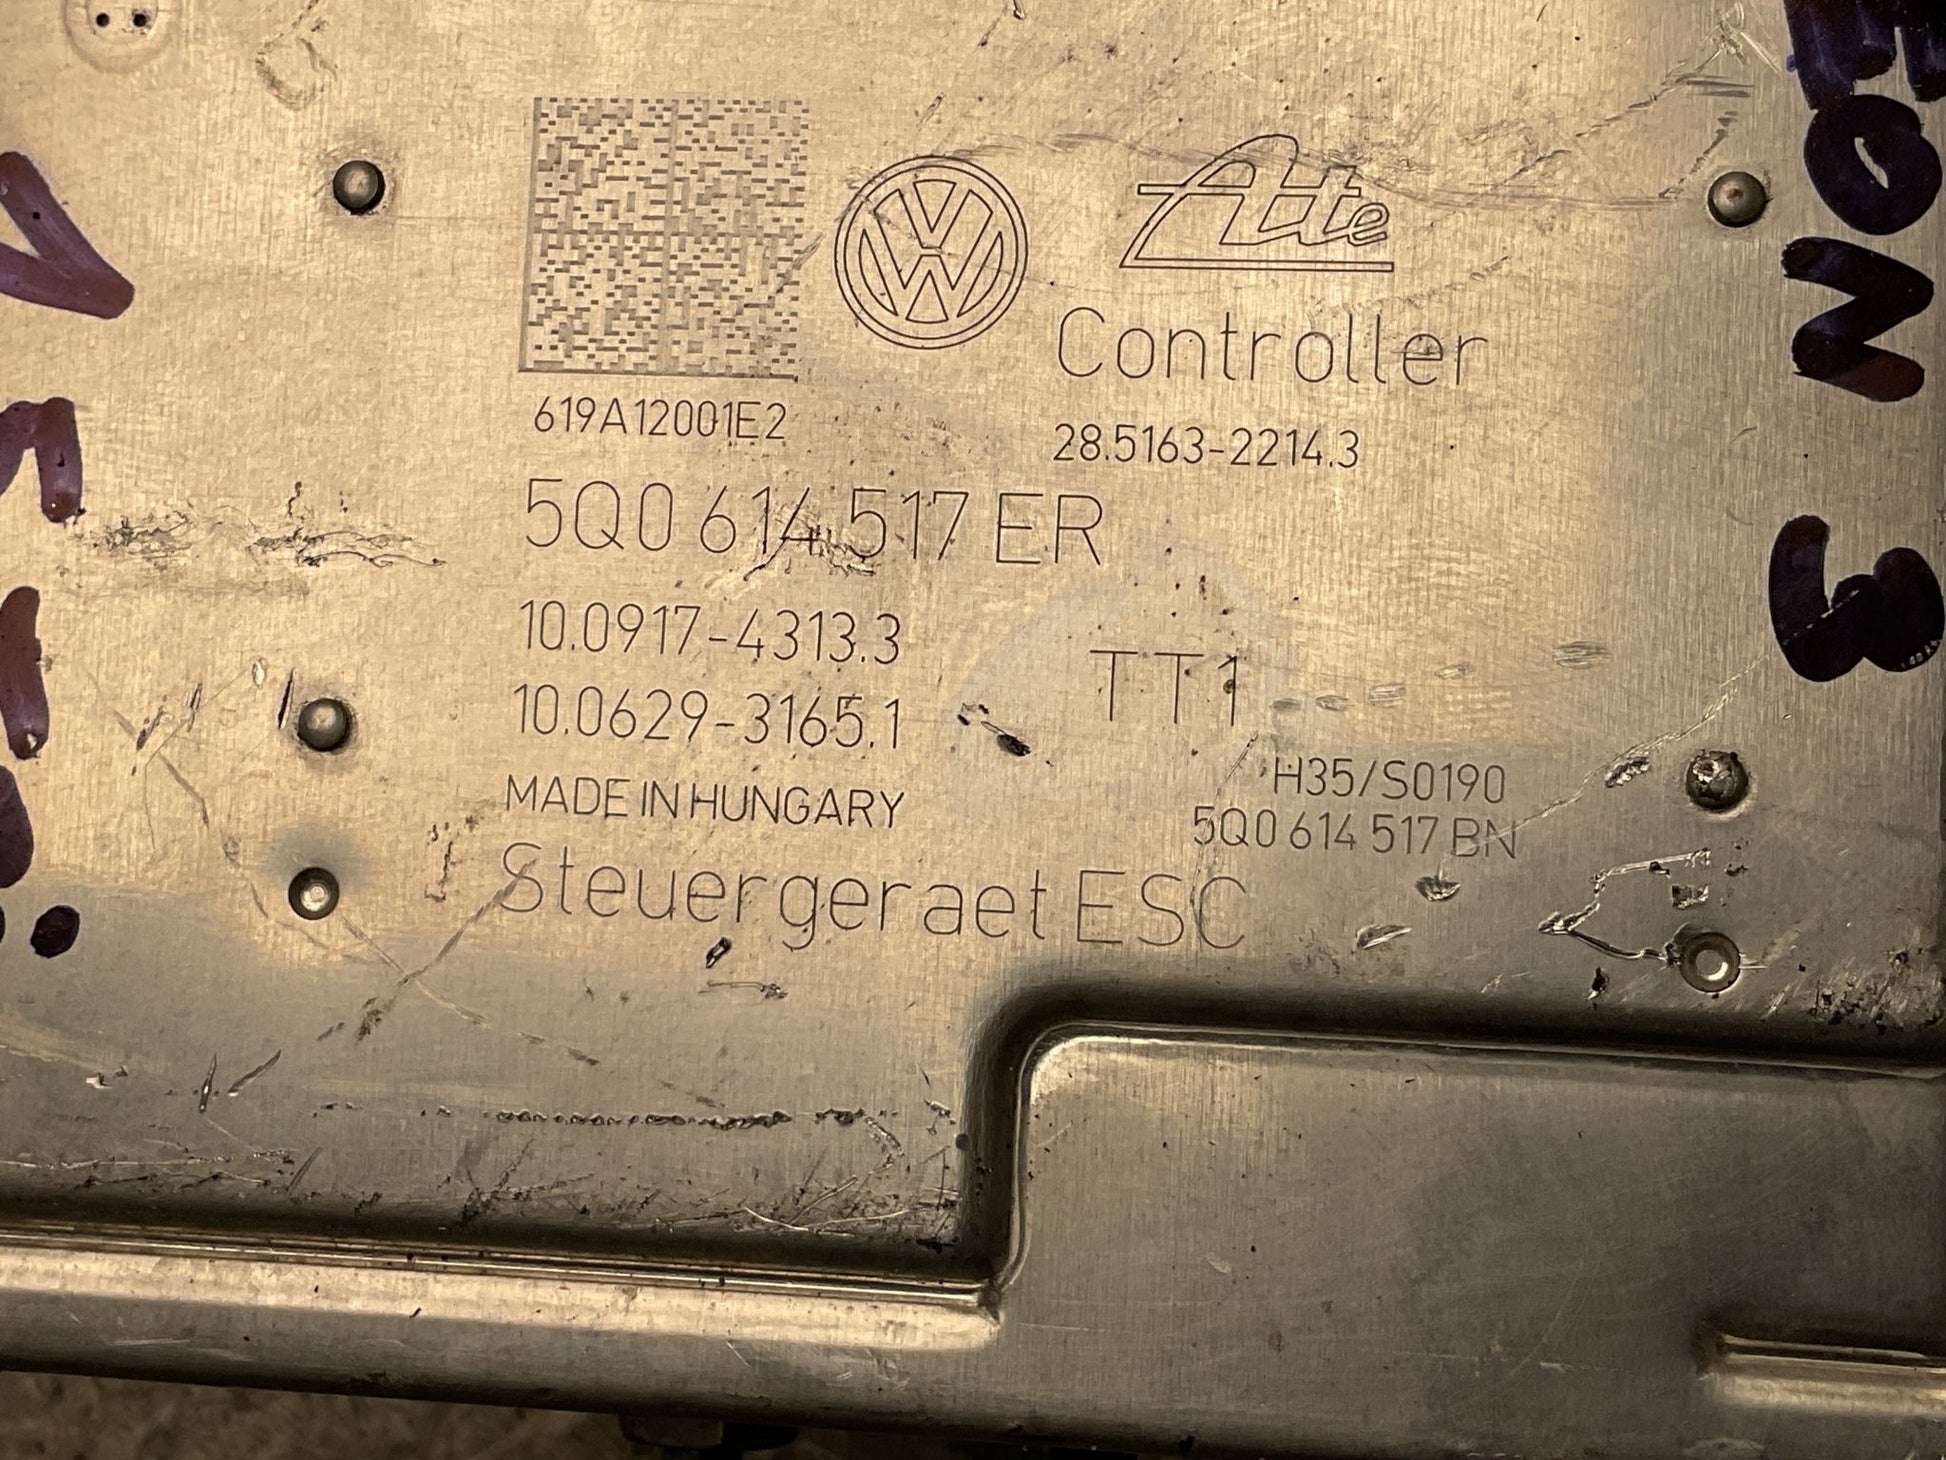 Ate
Controller
619A12001E2
28.5163-2214.3
5Q0 614 517 ER
10.0917-4313.3
TT1
10.0629-3165.1
H35/S0190
MADE IN HUNGARY
5Q0 614 517 BN
Steuergeraet ESC